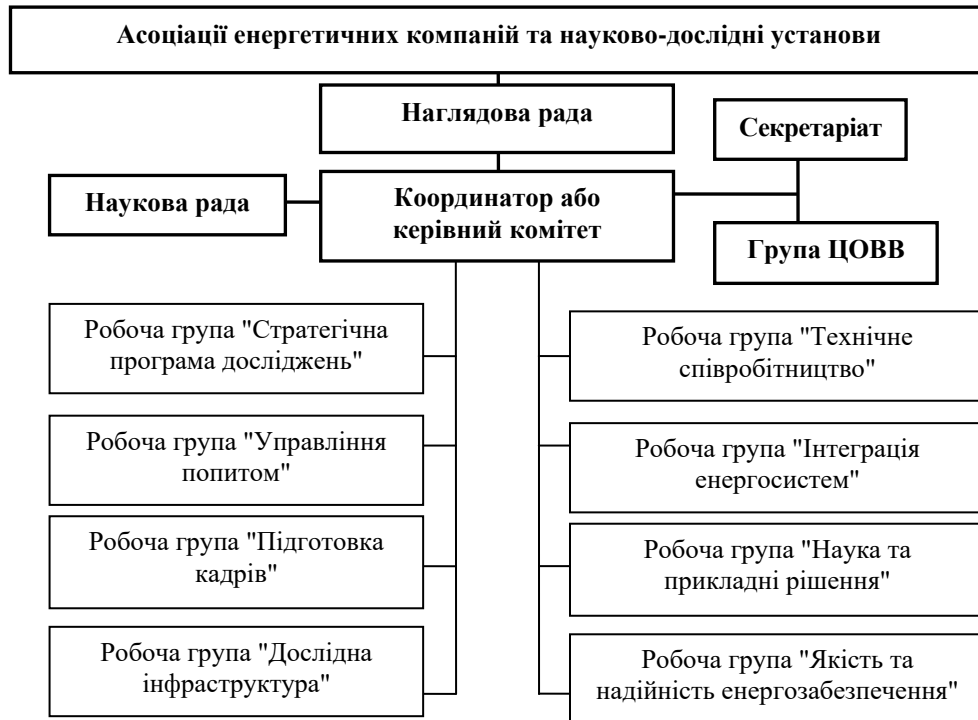 Асоціації енергетичних компаній та науково-дослідні установи
Наглядова рада
Секретаріат
Наукова рада
Координатор або
керівний комітет
Група ЦОВВ
Робоча група "Стратегічна
програма досліджень"
Робоча група "Технічне
співробітництво"
Робоча група "Управління
попитом"
Робоча група "Інтеграція
енергосистем"
Робоча група "Підготовка
кадрів"
Робоча група "Наука та
прикладні рішення"
Робоча група "Дослідна
інфраструктура"
Робоча група "Якість та
надійність енергозабезпечення"